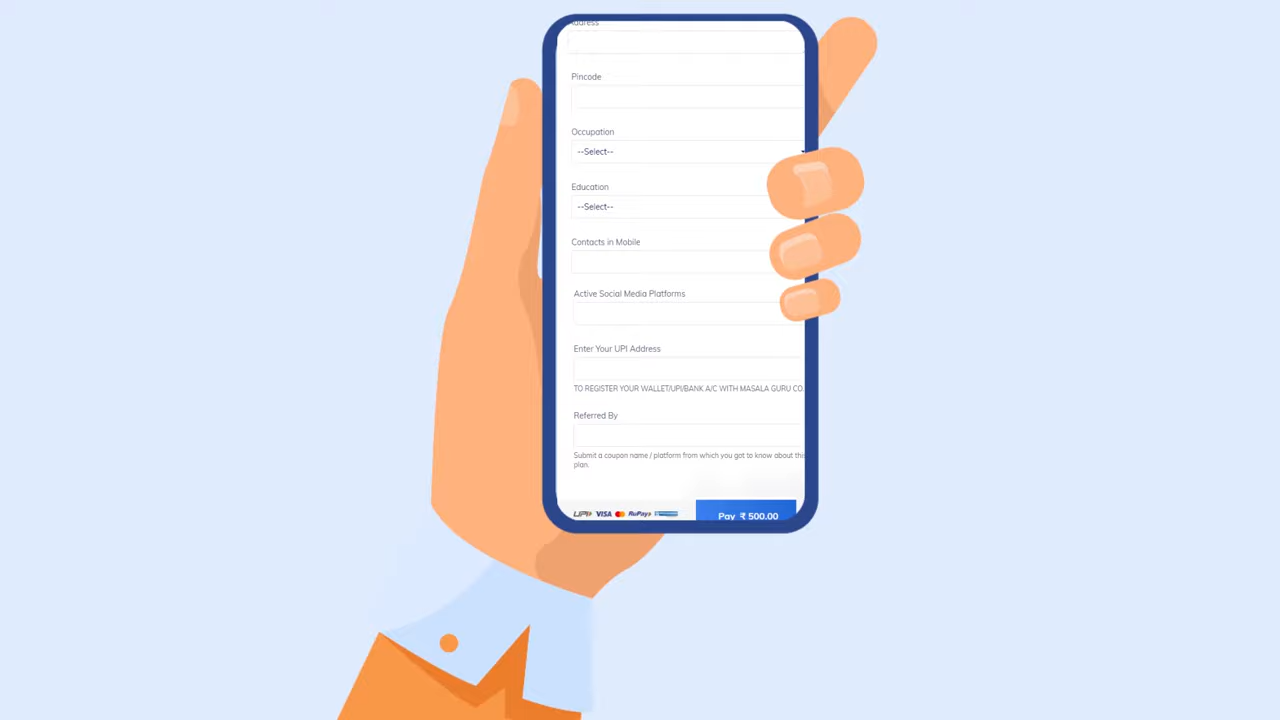 Address
Pincode
Occupation
--Select--
Education
--Select--
Contacts in Mobile
Active Social Media Platforms
Enter Your UPI Address
TO REGISTER YOUR WALLET/UPI/BANK A/C WITH MASALA GURU CO.
Referred By
Submit a coupon name / platform from which you got to know about this
plan.
UPI VISA RuPay
Pay ₹ 500.00